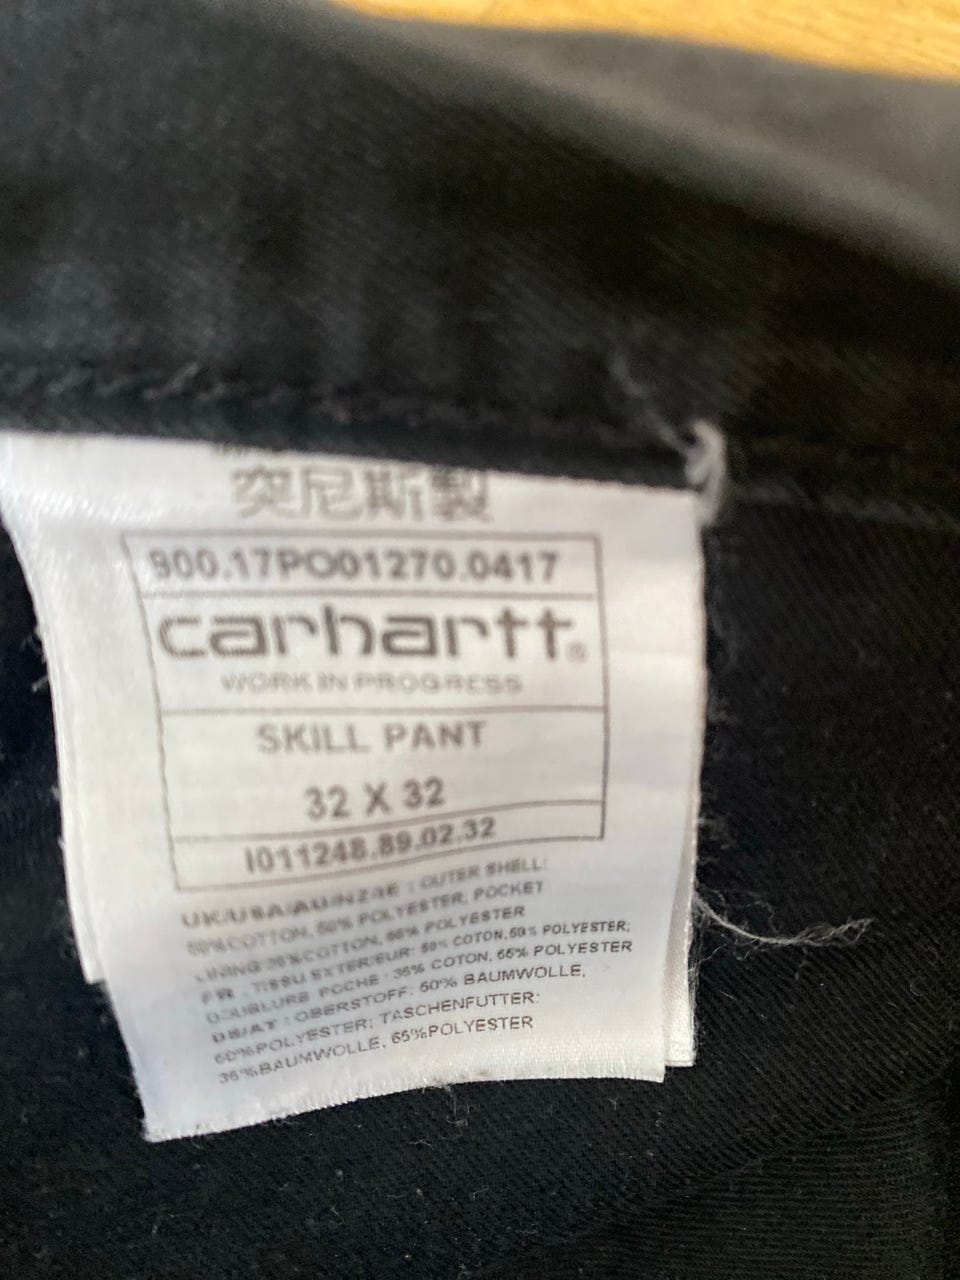 突尼斯製
900.17PO01270.0417
carhartt®
WORK IN PROGRESS
SKILL PANT
32 X 32
I011248.89.02.32
UK/USA/AU/NZ/IE : OUTER SHELL:
50%COTTON, 50% POLYESTER, POCKET
LINING:35%COTTON, 65% POLYESTER
FR : TISSU EXTERIEUR: 50% COTON,50% POLYESTER;
DOUBLURE POCHE : 35% COTON, 65% POLYESTER
DE/AT : OBERSTOFF: 50% BAUMWOLLE,
50%POLYESTER; TASCHENFUTTER:
35%BAUMWOLLE, 65%POLYESTER